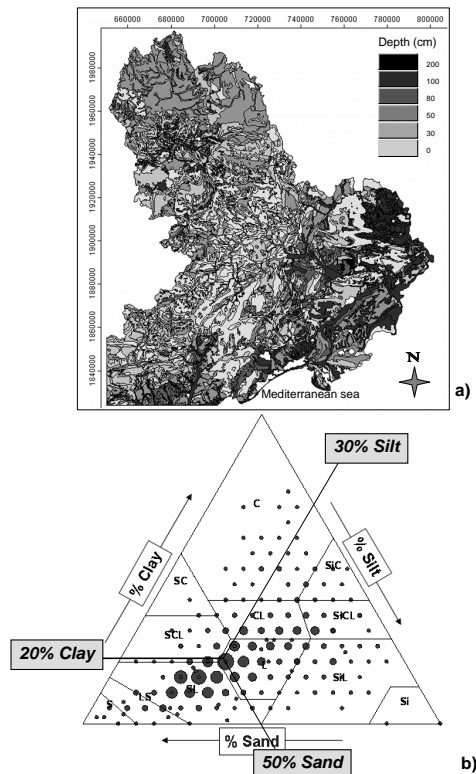 660000 680000 700000 720000 740000 760000 780000 800000
Depth (cm)
200
100
80
50
30
0
1980000
1960000
1940000
1920000
1900000
1880000
1860000
1840000
N
Mediterranean sea
a)
30% Silt
C
% Clay
% Silt
SC
SiC
CL
SiCL
SCL
20% Clay
L
SL
SiL
LS
S
Si
% Sand
50% Sand
b)